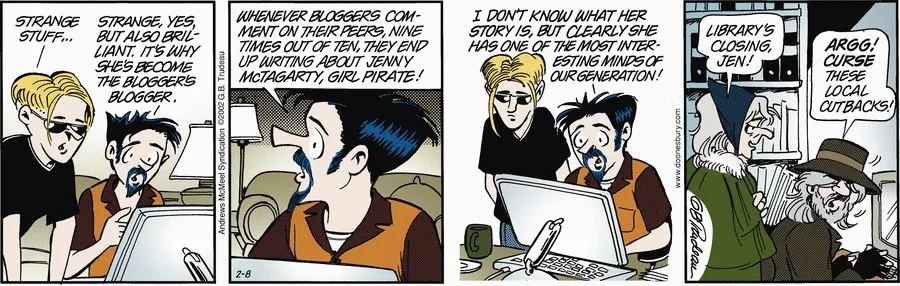 STRANGE
STUFF...
STRANGE, YES,
BUT ALSO BRIL-
LIANT. IT'S WHY
SHE'S BECOME
THE BLOGGER'S
BLOGGER.
Andrews McMeel Syndication ©2002 G.B. Trudeau
WHENEVER BLOGGERS COM-
MENT ON THEIR PEERS, NINE
TIMES OUT OF TEN, THEY END
UP WRITING ABOUT JENNY
McTAGARTY, GIRL PIRATE!
2-8
I DON'T KNOW WHAT HER
STORY IS, BUT CLEARLY SHE
HAS ONE OF THE MOST INTER-
ESTING MINDS OF
OUR GENERATION!
www.doonesbury.com
LIBRARY'S
CLOSING,
JEN!
ARGG!
CURSE
THESE
LOCAL
CUTBACKS!
©GBTrudeau